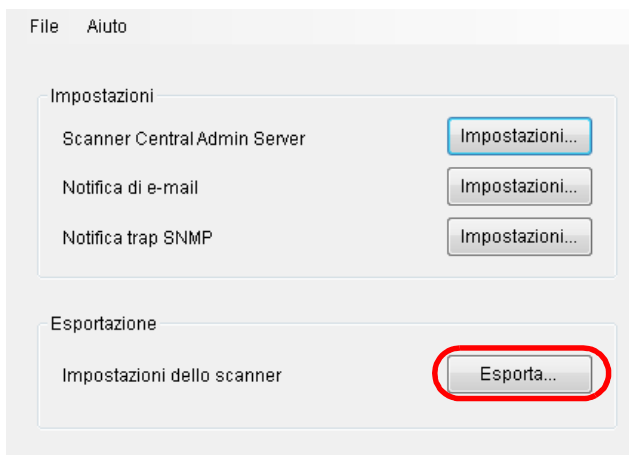 File Aiuto
Impostazioni
Scanner Central Admin Server Impostazioni...
Notifica di e-mail Impostazioni...
Notifica trap SNMP Impostazioni...
Esportazione
Impostazioni dello scanner Esporta...